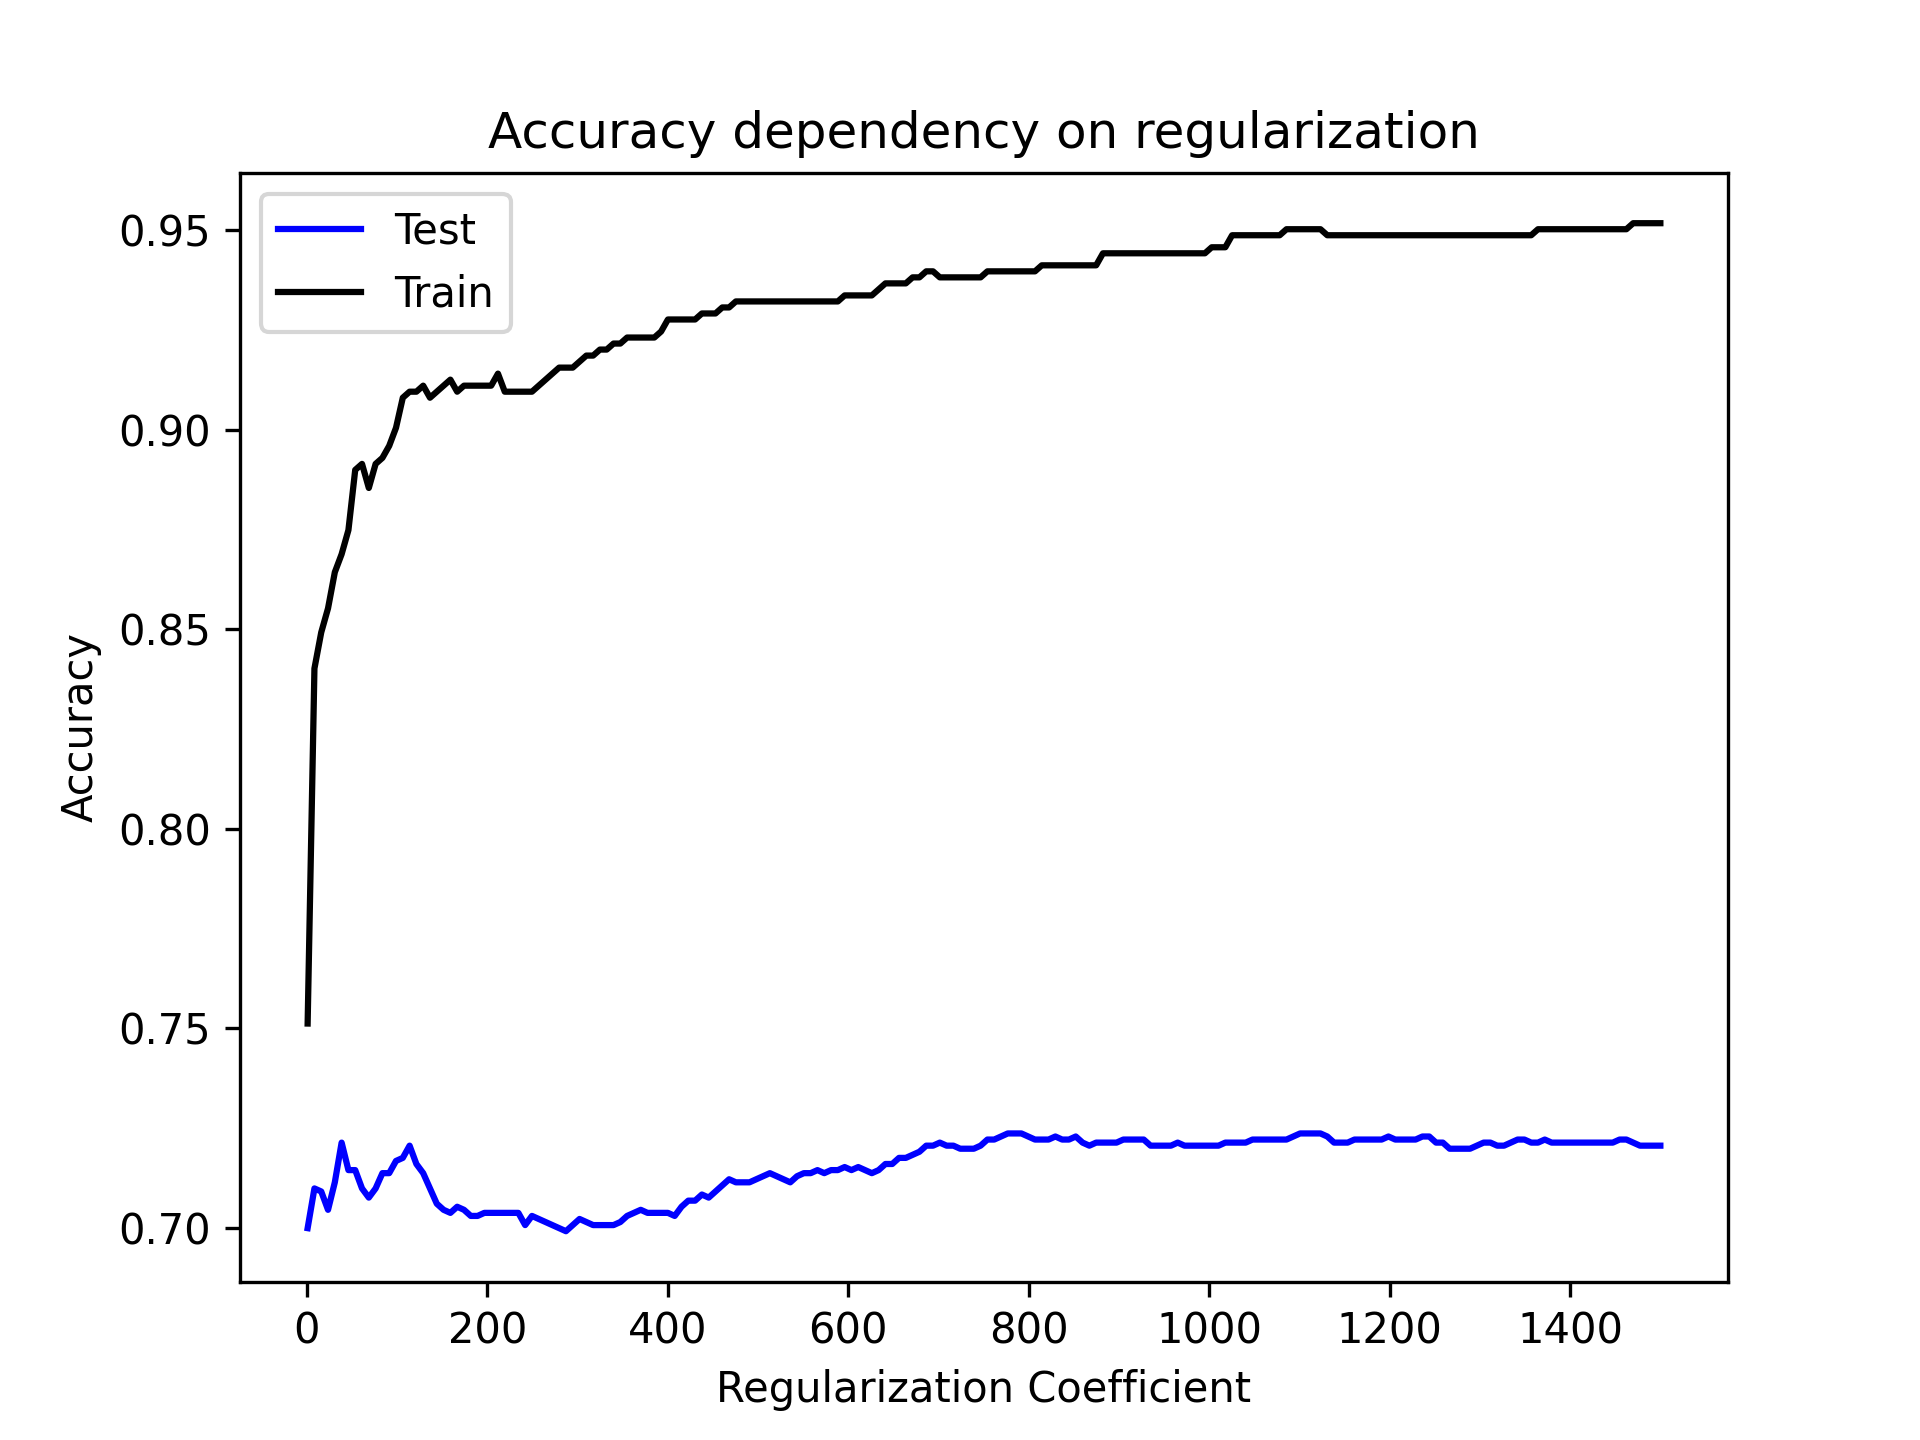 Accuracy dependency on regularization
Test
Train
0.95
0.90
0.85
0.80
0.75
0.70
Accuracy
0 200 400 600 800 1000 1200 1400
Regularization Coefficient